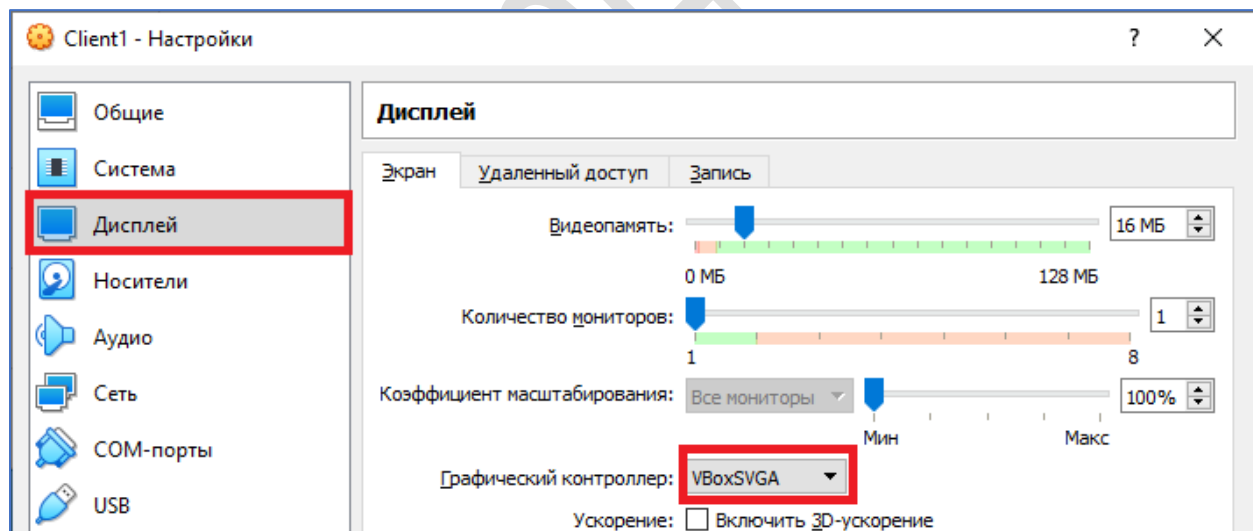 Client1 - Настройки
?
Общие
Система
Дисплей
Носители
Аудио
Сеть
COM-порты
USB
Дисплей
Экран
Удаленный доступ
Запись
Видеопамять:
16 МБ
0 МБ
128 МБ
Количество мониторов:
1
1
8
Коэффициент масштабирования:
Все мониторы
100%
Мин
Макс
Графический контроллер:
VBoxSVGA
Ускорение:
Включить 3D-ускорение